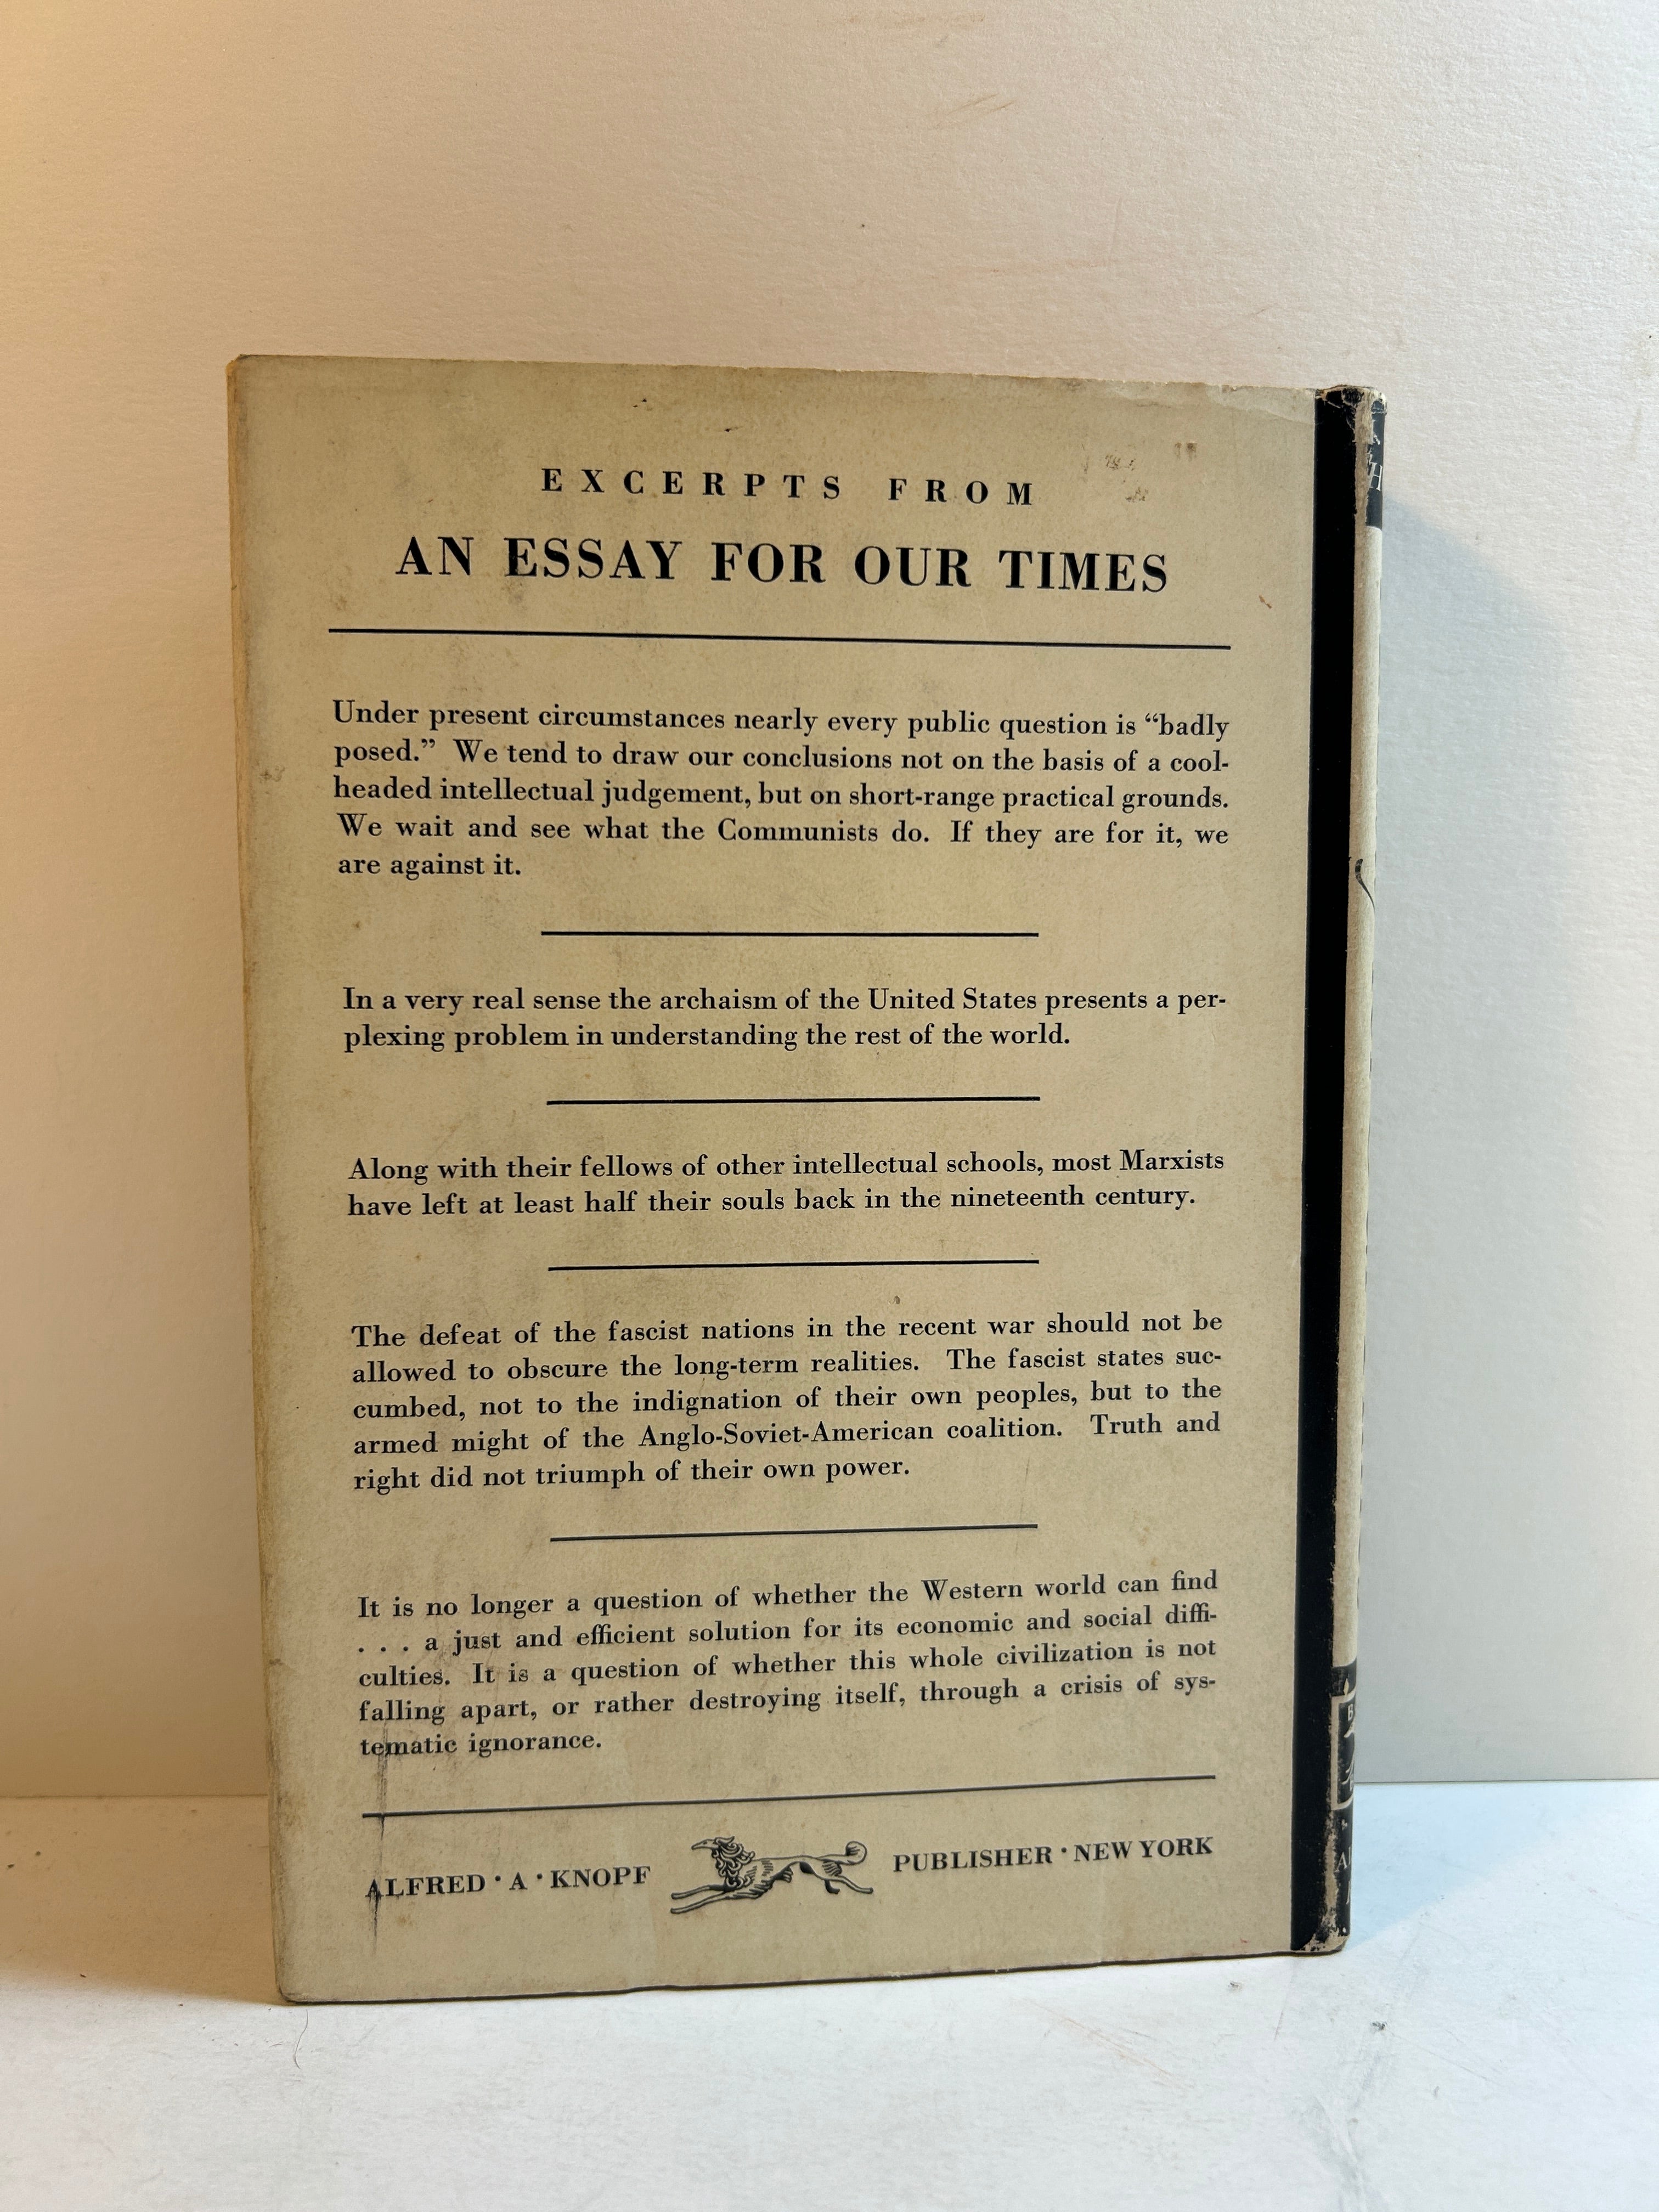 EXCERPTS FROM
AN ESSAY FOR OUR TIMES
Under present circumstances nearly every public question is “badly
posed.” We tend to draw our conclusions not on the basis of a cool-
headed intellectual judgement, but on short-range practical grounds.
We wait and see what the Communists do. If they are for it, we
are against it.
In a very real sense the archaism of the United States presents a per-
plexing problem in understanding the rest of the world.
Along with their fellows of other intellectual schools, most Marxists
have left at least half their souls back in the nineteenth century.
The defeat of the fascist nations in the recent war should not be
allowed to obscure the long-term realities. The fascist states suc-
cumbed, not to the indignation of their own peoples, but to the
armed might of the Anglo-Soviet-American coalition. Truth and
right did not triumph of their own power.
It is no longer a question of whether the Western world can find
. . . a just and efficient solution for its economic and social diffi-
culties. It is a question of whether this whole civilization is not
falling apart, or rather destroying itself, through a crisis of sys-
tematic ignorance.
ALFRED · A · KNOPF PUBLISHER · NEW YORK